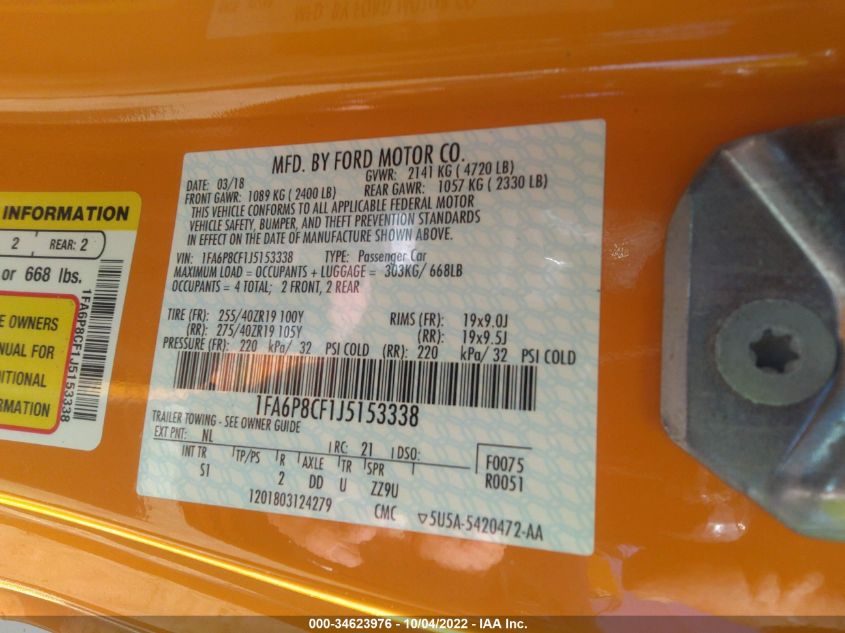 MFD. BY FORD MOTOR CO.
DATE: 03/18 GVWR: 2141 KG ( 4720 LB)
FRONT GAWR: 1089 KG ( 2400 LB) REAR GAWR: 1057 KG ( 2330 LB)
THIS VEHICLE CONFORMS TO ALL APPLICABLE FEDERAL MOTOR
VEHICLE SAFETY, BUMPER, AND THEFT PREVENTION STANDARDS
IN EFFECT ON THE DATE OF MANUFACTURE SHOWN ABOVE.
VIN: 1FA6P8CF1J5153338 TYPE: Passenger Car
MAXIMUM LOAD = OCCUPANTS + LUGGAGE = 303KG/ 668LB
OCCUPANTS = 4 TOTAL; 2 FRONT, 2 REAR
TIRE (FR): 255/40ZR19 100Y RIMS (FR): 19x9.0J
(RR): 275/40ZR19 105Y (RR): 19x9.5J
PRESSURE (FR): 220 kPa/ 32 PSI COLD (RR): 220 kPa/ 32 PSI COLD
1FA6P8CF1J5153338
TRAILER TOWING - SEE OWNER GUIDE
EXT PNT: NL RC: 21 DSO: F0075
R0051
INT TR TP/PS R AXLE TR SPR
S1 2 DD U ZZ9U
1201803124279 CMC ▽5U5A-5420472-AA
INFORMATION
2 REAR: 2
or 668 lbs.
E OWNERS
NUAL FOR
DITIONAL
RMATION
1FA6P8CF1J5153338
000-34623976 - 10/04/2022 - IAA Inc.